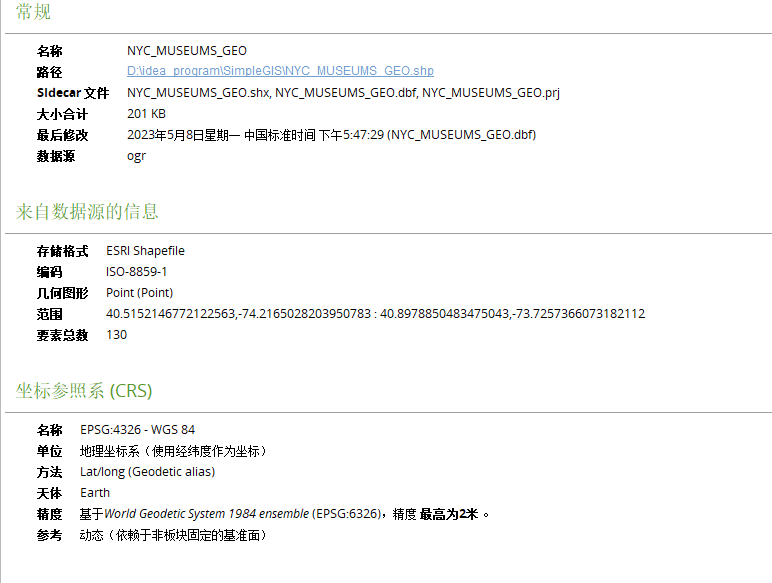 常规
名称 NYC_MUSEUMS_GEO
路径 D:\idea_program\SimpleGIS\NYC_MUSEUMS_GEO.shp
Sidecar 文件 NYC_MUSEUMS_GEO.shx, NYC_MUSEUMS_GEO.dbf, NYC_MUSEUMS_GEO.prj
大小合计 201 KB
最后修改 2023年5月8日星期一 中国标准时间 下午5:47:29 (NYC_MUSEUMS_GEO.dbf)
数据源 ogr
来自数据源的信息
存储格式 ESRI Shapefile
编码 ISO-8859-1
几何图形 Point (Point)
范围 40.5152146772122563,-74.2165028203950783 : 40.8978850483475043,-73.7257366073182112
要素总数 130
坐标参照系 (CRS)
名称 EPSG:4326 - WGS 84
单位 地理坐标系（使用经纬度作为坐标）
方法 Lat/long (Geodetic alias)
天体 Earth
精度 基于World Geodetic System 1984 ensemble (EPSG:6326)，精度 最高为2米 。
参考 动态（依赖于非板块固定的基准面）